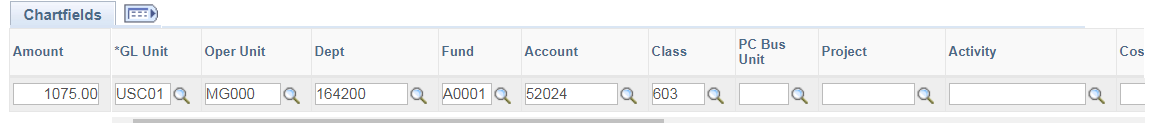 Chartfields
Amount *GL Unit Oper Unit Dept Fund Account Class PC Bus Unit Project Activity Cos
1075.00 USC01 MG000 164200 A0001 52024 603